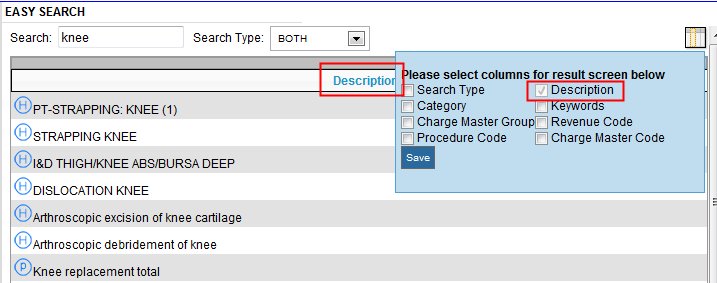 EASY SEARCH
Search: knee Search Type: BOTH
Description
Please select columns for result screen below
Search Type Description
Category Keywords
Charge Master Group Revenue Code
Procedure Code Charge Master Code
Save
H PT-STRAPPING: KNEE (1)
H STRAPPING KNEE
H I&D THIGH/KNEE ABS/BURSA DEEP
H DISLOCATION KNEE
H Arthroscopic excision of knee cartilage
H Arthroscopic debridement of knee
P Knee replacement total